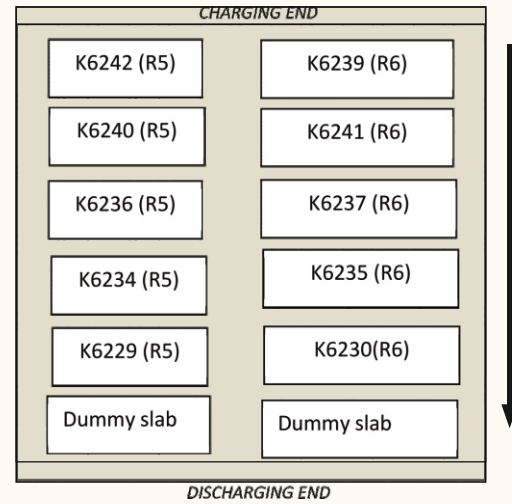 CHARGING END
K6242 (R5)
K6239 (R6)
K6240 (R5)
K6241 (R6)
K6236 (R5)
K6237 (R6)
K6234 (R5)
K6235 (R6)
K6229 (R5)
K6230(R6)
Dummy slab
Dummy slab
DISCHARGING END